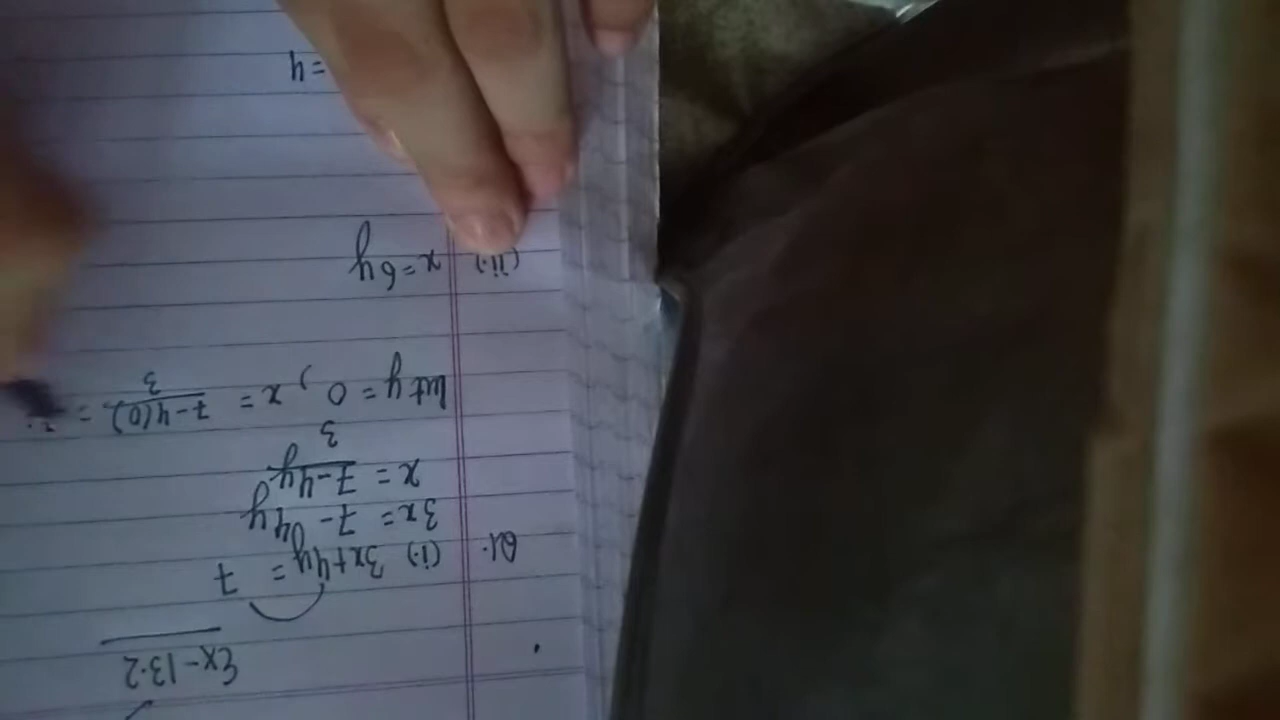 Ex-13.2
Q1. (i.) 3x+4y = 7
3x = 7-4y
x = 7-4y/3
let y = 0, x = 7-4(0)/3 =
(ii.) x=6y
=4